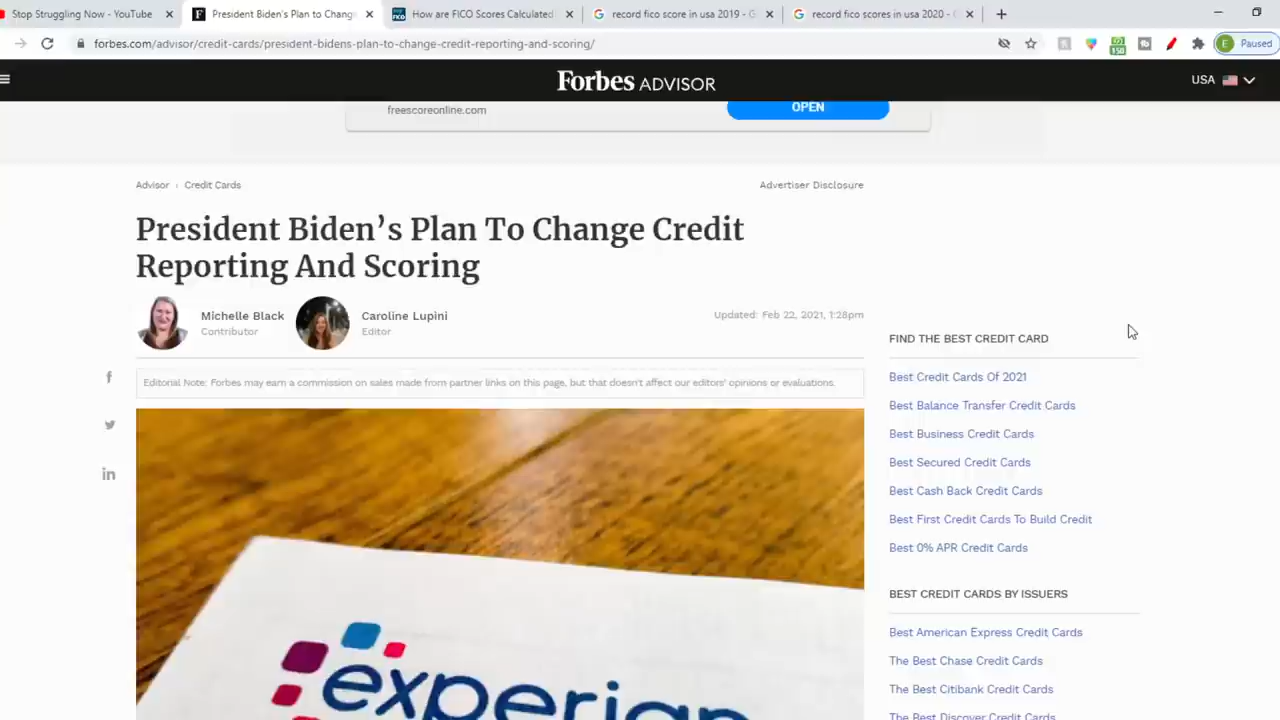 Stop Struggling Now - YouTube
President Biden's Plan to Change
How are FICO Scores Calculated
record fico score in usa 2019 - G
record fico scores in usa 2020 -
forbes.com/advisor/credit-cards/president-bidens-plan-to-change-credit-reporting-and-scoring/
150
E Paused
Forbes ADVISOR
USA
freescoreonline.com
OPEN
Advisor › Credit Cards
Advertiser Disclosure
President Biden’s Plan To Change Credit
Reporting And Scoring
Michelle Black
Contributor
Caroline Lupini
Editor
Updated: Feb 22, 2021, 1:28pm
Editorial Note: Forbes may earn a commission on sales made from partner links on this page, but that doesn't affect our editors' opinions or evaluations.
experian
FIND THE BEST CREDIT CARD
Best Credit Cards Of 2021
Best Balance Transfer Credit Cards
Best Business Credit Cards
Best Secured Credit Cards
Best Cash Back Credit Cards
Best First Credit Cards To Build Credit
Best 0% APR Credit Cards
BEST CREDIT CARDS BY ISSUERS
Best American Express Credit Cards
The Best Chase Credit Cards
The Best Citibank Credit Cards
The Best Discover Credit Cards